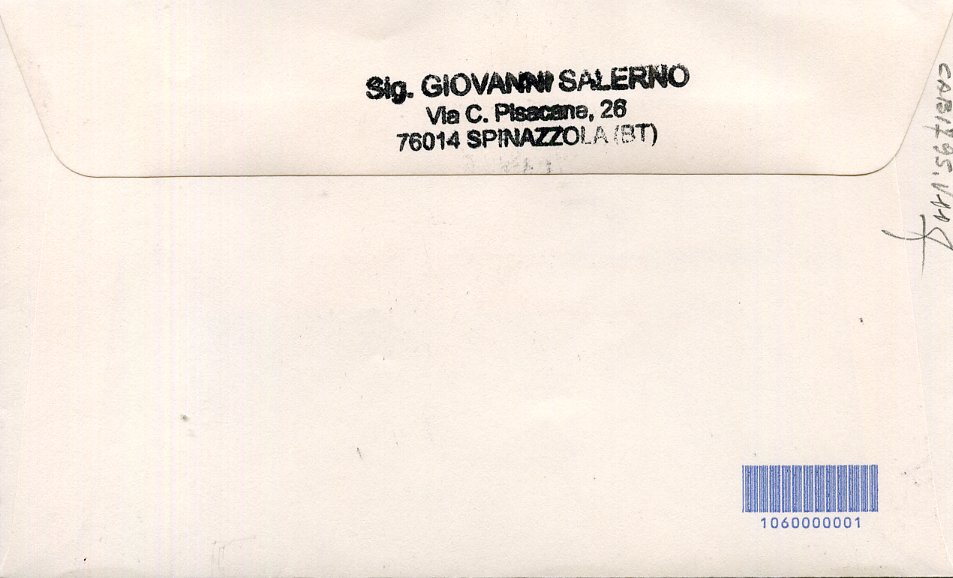 Sig. GIOVANNI SALERNO
Via C. Pisacane, 26
76014 SPINAZZOLA (BT)
1060000001